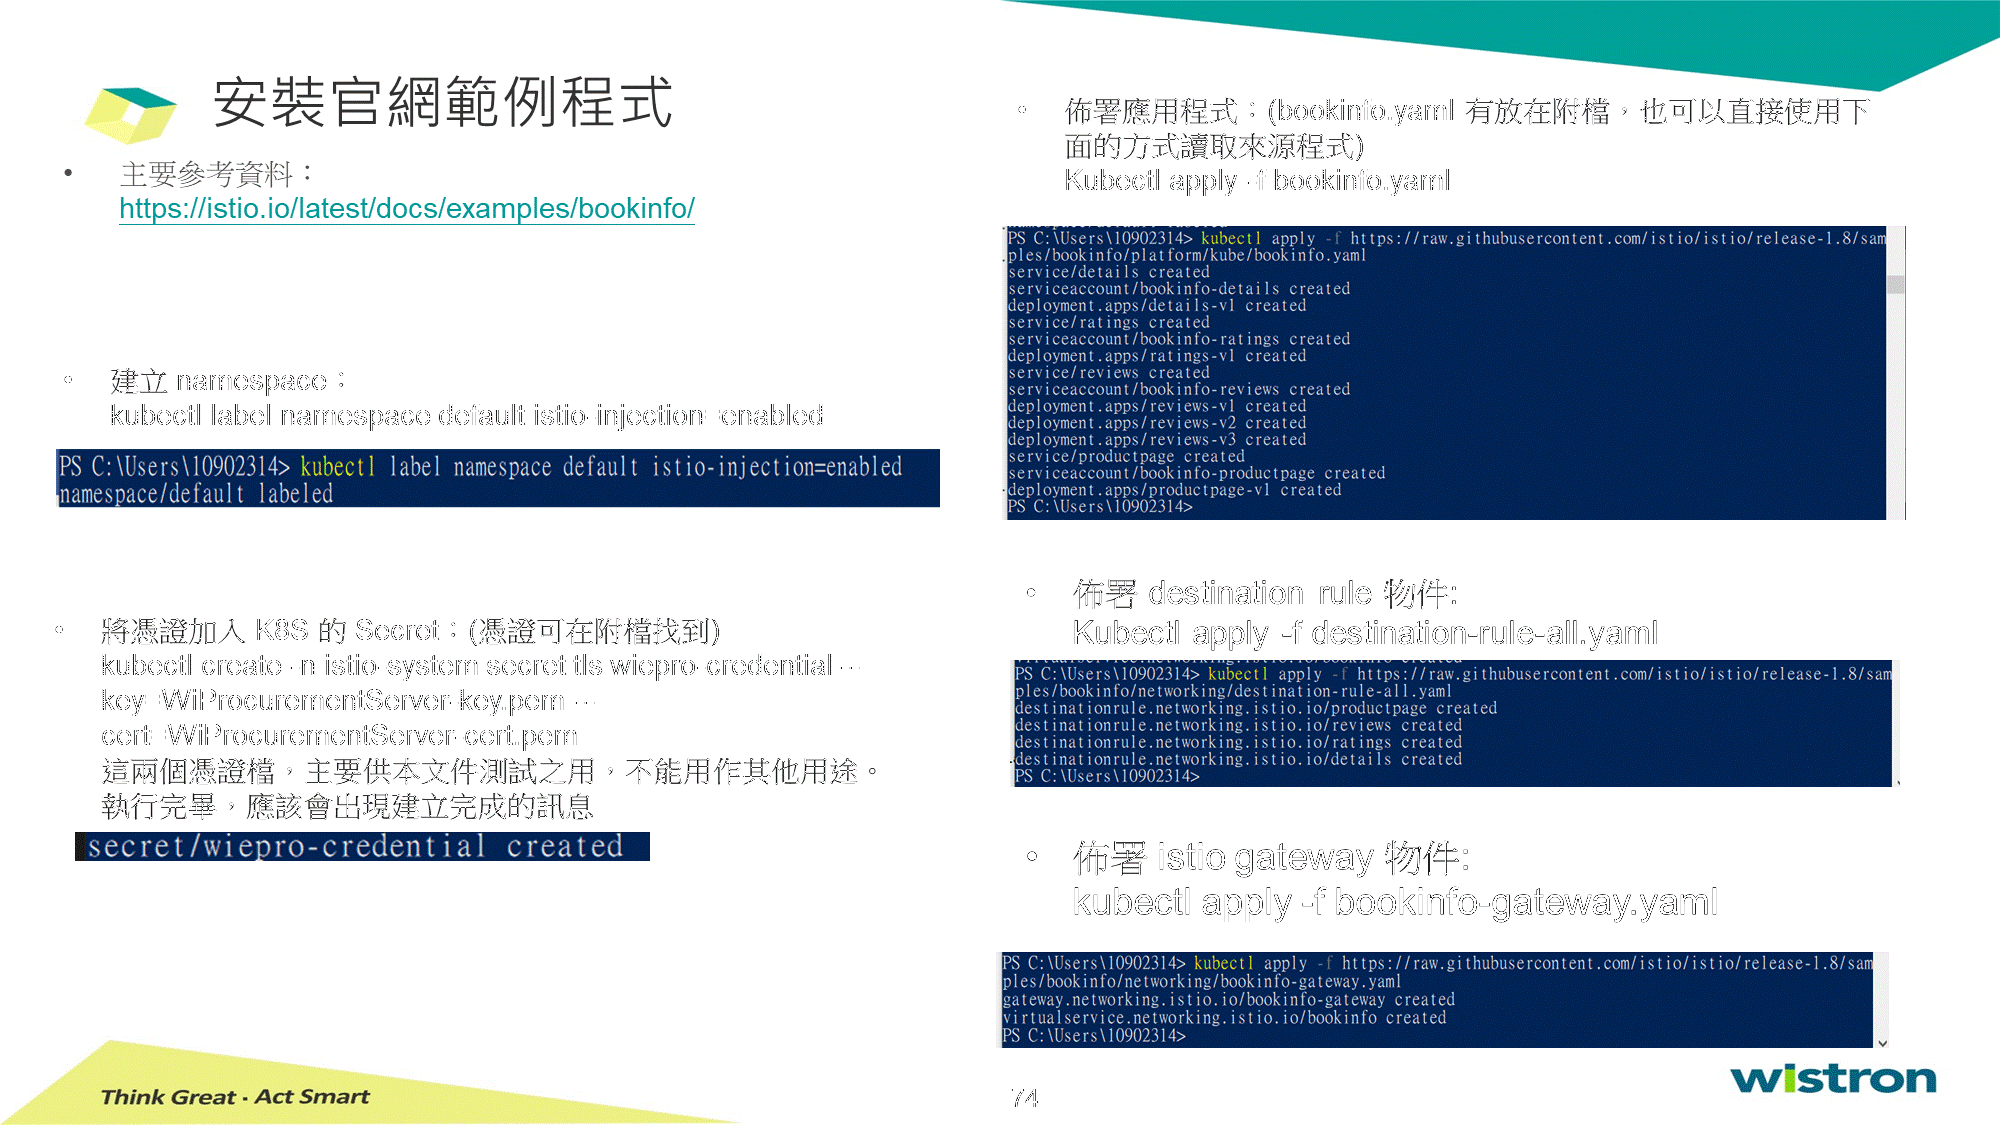 安裝官網範例程式
• 主要參考資料：
https://istio.io/latest/docs/examples/bookinfo/
• 建立 namespace：
kubectl label namespace default istio-injection=enabled
PS C:\Users\10902314> kubectl label namespace default istio-injection=enabled
namespace/default labeled
• 將憑證加入 K8S 的 Secret：(憑證可在附檔找到)
kubectl create -n istio-system secret tls wiepro-credential --
key=WiProcurementServer-key.pem --
cert=WiProcurementServer-cert.pem
這兩個憑證檔，主要供本文件測試之用，不能用作其他用途。
執行完畢，應該會出現建立完成的訊息
secret/wiepro-credential created
• 佈署應用程式：(bookinfo.yaml 有放在附檔，也可以直接使用下
面的方式讀取來源程式)
Kubectl apply -f bookinfo.yaml
PS C:\Users\10902314> kubectl apply -f https://raw.githubusercontent.com/istio/istio/release-1.8/sam
ples/bookinfo/platform/kube/bookinfo.yaml
service/details created
serviceaccount/bookinfo-details created
deployment.apps/details-v1 created
service/ratings created
serviceaccount/bookinfo-ratings created
deployment.apps/ratings-v1 created
service/reviews created
serviceaccount/bookinfo-reviews created
deployment.apps/reviews-v1 created
deployment.apps/reviews-v2 created
deployment.apps/reviews-v3 created
service/productpage created
serviceaccount/bookinfo-productpage created
deployment.apps/productpage-v1 created
PS C:\Users\10902314>
• 佈署 destination rule 物件:
Kubectl apply -f destination-rule-all.yaml
virtualservice.networking.istio.io/bookinfo created
PS C:\Users\10902314> kubectl apply -f https://raw.githubusercontent.com/istio/istio/release-1.8/sam
ples/bookinfo/networking/destination-rule-all.yaml
destinationrule.networking.istio.io/productpage created
destinationrule.networking.istio.io/reviews created
destinationrule.networking.istio.io/ratings created
destinationrule.networking.istio.io/details created
PS C:\Users\10902314>
• 佈署 istio gateway 物件:
kubectl apply -f bookinfo-gateway.yaml
PS C:\Users\10902314> kubectl apply -f https://raw.githubusercontent.com/istio/istio/release-1.8/sam
ples/bookinfo/networking/bookinfo-gateway.yaml
gateway.networking.istio.io/bookinfo-gateway created
virtualservice.networking.istio.io/bookinfo created
PS C:\Users\10902314>
Think Great · Act Smart
74
wistron